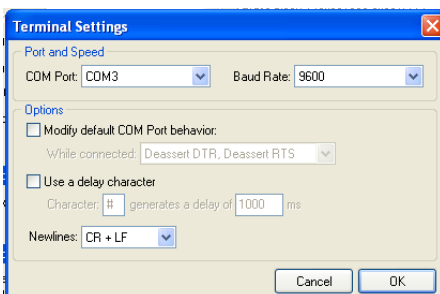 Terminal Settings
Port and Speed
COM Port: COM3 Baud Rate: 9600
Options
Modify default COM Port behavior:
While connected: Deassert DTR, Deassert RTS
Use a delay character
Character: # generates a delay of 1000 ms
Newlines: CR + LF
Cancel OK